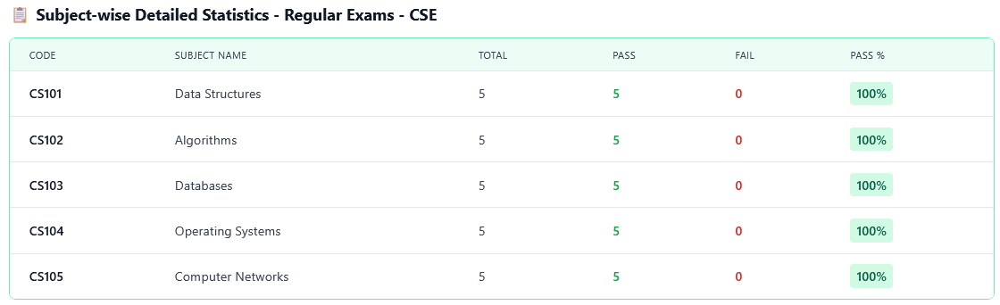 Subject-wise Detailed Statistics - Regular Exams - CSE
CODE SUBJECT NAME TOTAL PASS FAIL PASS %
CS101 Data Structures 5 5 0 100%
CS102 Algorithms 5 5 0 100%
CS103 Databases 5 5 0 100%
CS104 Operating Systems 5 5 0 100%
CS105 Computer Networks 5 5 0 100%